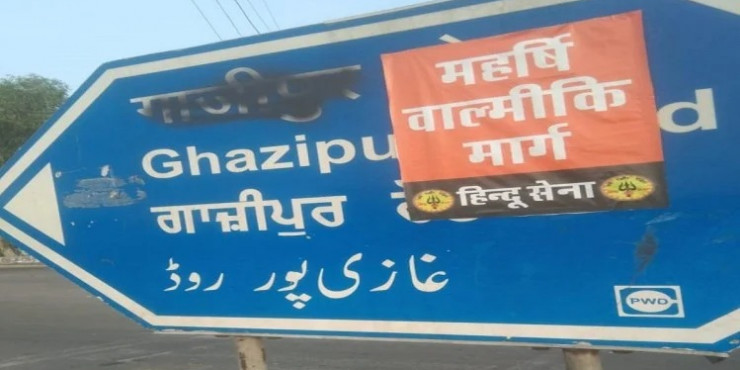 गाजीपुर
महर्षि
वाल्मीकि
मार्ग
हिन्दू सेना
Ghazipu d
ਗਾਜ਼ੀਪੁਰ
غازی پور روڈ
PWD